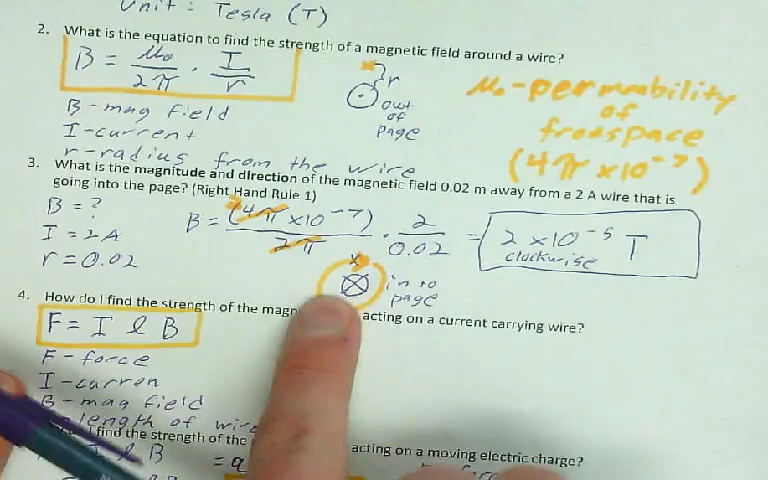 Unit: Tesla (T)
2. What is the equation to find the strength of a magnetic field around a wire?
B = μ₀/2π · I/r
r
out of page
μ₀-permeability of freespace (4π x10⁻⁷)
B-mag field
I-current
r-radius from the wire
3. What is the magnitude and direction of the magnetic field 0.02 m away from a 2 A wire that is
going into the page? (Right Hand Rule 1)
B = ?
I = 2A
r = 0.02
B = (4π x10⁻⁷)/2π · 2/0.02 = 2 x10⁻⁵ T
2
clockwise
x
into page
4. How do I find the strength of the magn acting on a current carrying wire?
F = I ℓ B
F-force
I-curren
B-mag field
length of wire
I find the strength of the acting on a moving electric charge?
ℓ B = q